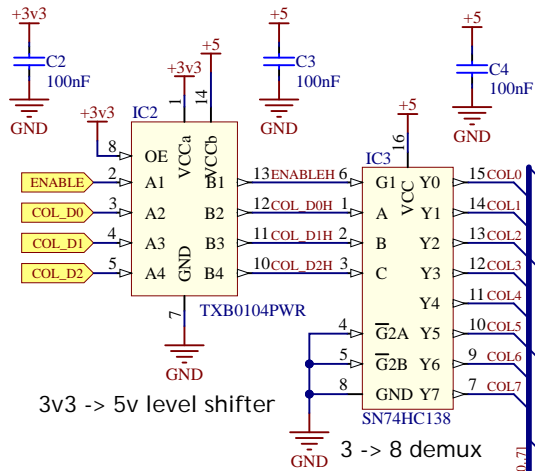 +3v3
C2
100nF
GND
+5
C3
100nF
GND
+5
C4
100nF
GND
+3v3
+5
+3v3
IC2
1
14
8
OE
VCCa
VCCb
ENABLE
2
A1
B1
13
ENABLEH
COL_D0
3
A2
B2
12
COL_D0H
COL_D1
4
A3
B3
11
COL_D1H
COL_D2
5
A4
B4
10
COL_D2H
GND
7
TXB0104PWR
GND
3v3 -> 5v level shifter
+5
16
IC3
VCC
6
G1
Y0
15
COL0
1
A
Y1
14
COL1
2
B
Y2
13
COL2
3
C
Y3
12
COL3
Y4
11
COL4
4
G2A
Y5
10
COL5
5
G2B
Y6
9
COL6
8
GND
Y7
7
COL7
SN74HC138
GND
3 -> 8 demux